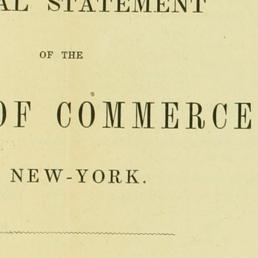 AL STATEMENT
OF THE
OF COMMERCE
NEW-YORK.